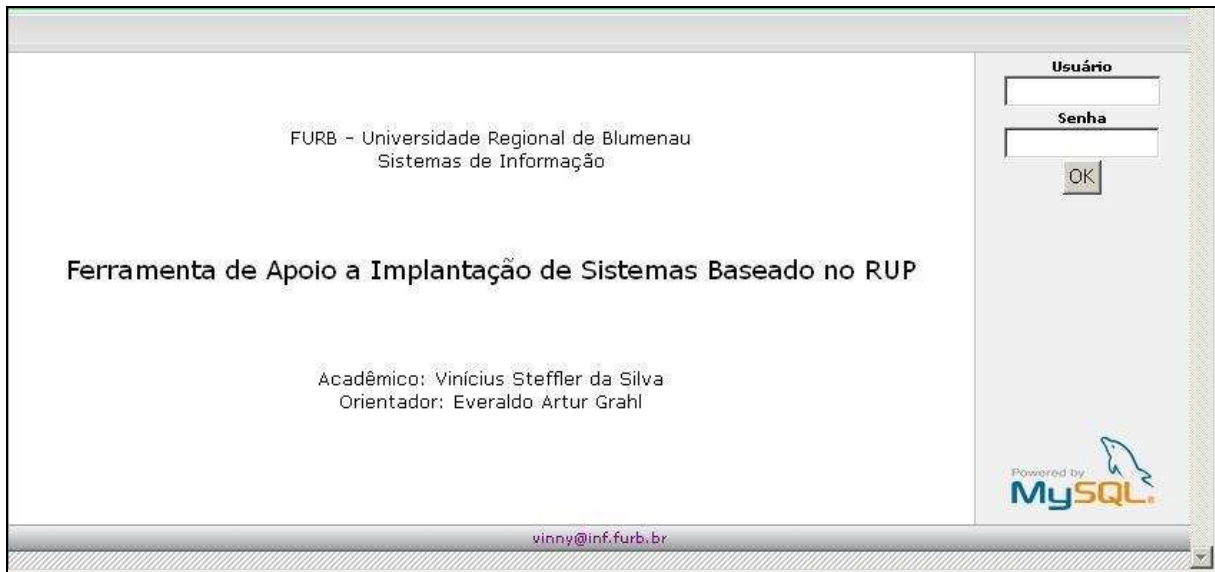 FURB - Universidade Regional de Blumenau
Sistemas de Informação
Ferramenta de Apoio a Implantação de Sistemas Baseado no RUP
Acadêmico: Vinícius Steffler da Silva
Orientador: Everaldo Artur Grahl
Usuário
Senha
OK
Powered by
MySQL.
vinny@inf.furb.br